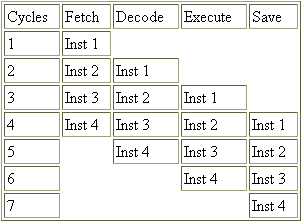 Cycles Fetch Decode Execute Save
1 Inst 1
2 Inst 2 Inst 1
3 Inst 3 Inst 2 Inst 1
4 Inst 4 Inst 3 Inst 2 Inst 1
5 Inst 4 Inst 3 Inst 2
6 Inst 4 Inst 3
7 Inst 4